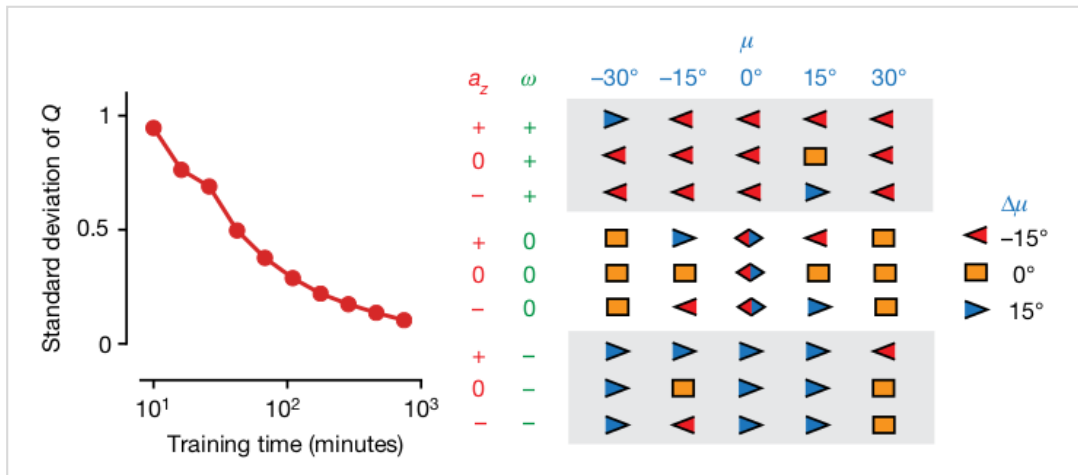 Standard deviation of Q
1
0.5
0
10¹ 10² 10³
Training time (minutes)
μ
a_z ω −30° −15° 0° 15° 30°
+ +
0 +
− +
+ 0
0 0
− 0
+ −
0 −
− −
Δμ
−15°
0°
15°